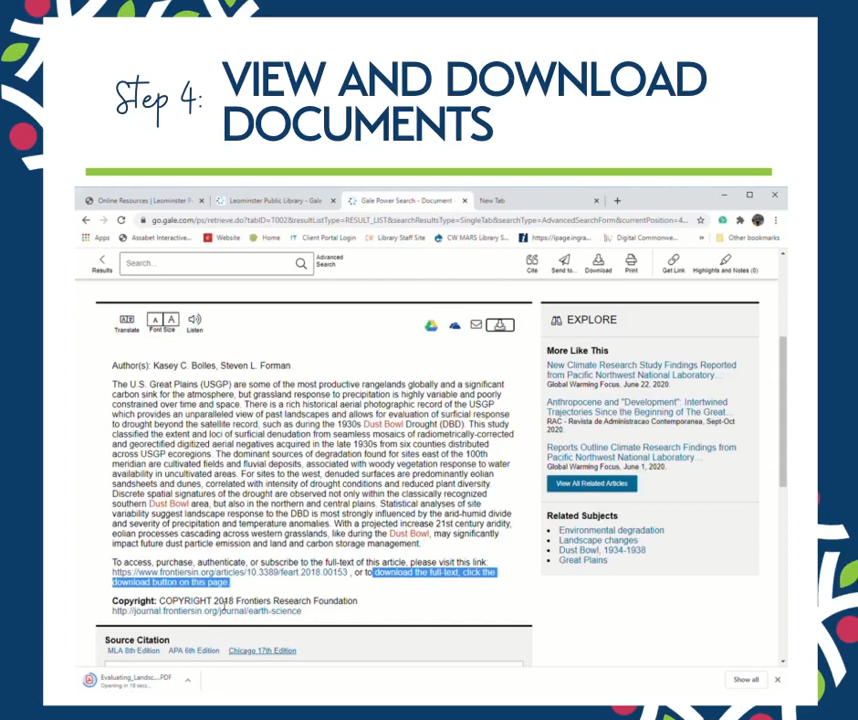 Step 4: VIEW AND DOWNLOAD
DOCUMENTS
Online Resources | Leominster P
Leominster Public Library - Gale
Gale Power Search - Document
New Tab
go.gale.com/ps/retrieve.do?tabID=T002&resultListType=RESULT_LIST&searchResultsType=SingleTab&searchType=AdvancedSearchForm&currentPosition=4...
Apps Assabet Interactive... Website Home Client Portal Login Library Staff Site CW MARS Library S... https://ipage.ingra... Digital Commonwe... » Other bookmarks
Results Search... Advanced
Search
Cite Send to... Download Print Get Link Highlights and Notes (0)
Translate Font Size Listen
Author(s): Kasey C. Bolles, Steven L. Forman
The U.S. Great Plains (USGP) are some of the most productive rangelands globally and a significant
carbon sink for the atmosphere, but grassland response to precipitation is highly variable and poorly
constrained over time and space. There is a rich historical aerial photographic record of the USGP
which provides an unparalleled view of past landscapes and allows for evaluation of surficial response
to drought beyond the satellite record, such as during the 1930s Dust Bowl Drought (DBD). This study
classified the extent and loci of surficial denudation from seamless mosaics of radiometrically-corrected
and georectified digitized aerial negatives acquired in the late 1930s from six counties distributed
across USGP ecoregions. The dominant sources of degradation found for sites east of the 100th
meridian are cultivated fields and fluvial deposits, associated with woody vegetation response to water
availability in uncultivated areas. For sites to the west, denuded surfaces are predominantly eolian
sandsheets and dunes, correlated with intensity of drought conditions and reduced plant diversity.
Discrete spatial signatures of the drought are observed not only within the classically recognized
southern Dust Bowl area, but also in the northern and central plains. Statistical analyses of site
variability suggest landscape response to the DBD is most strongly influenced by the arid-humid divide
and severity of precipitation and temperature anomalies. With a projected increase 21st century aridity,
eolian processes cascading across western grasslands, like during the Dust Bowl, may significantly
impact future dust particle emission and land and carbon storage management.
To access, purchase, authenticate, or subscribe to the full-text of this article, please visit this link:
https://www.frontiersin.org/articles/10.3389/feart.2018.00153 , or to download the full-text, click the
download button on this page.
Copyright: COPYRIGHT 2018 Frontiers Research Foundation
http://journal.frontiersin.org/journal/earth-science
Source Citation
MLA 8th Edition APA 6th Edition Chicago 17th Edition
EXPLORE
More Like This
New Climate Research Study Findings Reported
from Pacific Northwest National Laboratory....
Global Warming Focus. June 22, 2020.
Anthropocene and "Development": Intertwined
Trajectories Since the Beginning of The Great...
RAC - Revista de Administracao Contemporanea, Sept-Oct
2020.
Reports Outline Climate Research Findings from
Pacific Northwest National Laboratory...
Global Warming Focus. June 1, 2020.
View All Related Articles
Related Subjects
Environmental degradation
Landscape changes
Dust Bowl, 1934-1938
Great Plains
Evaluating_Landsc....PDF
Opening in 18 secs...
Show all